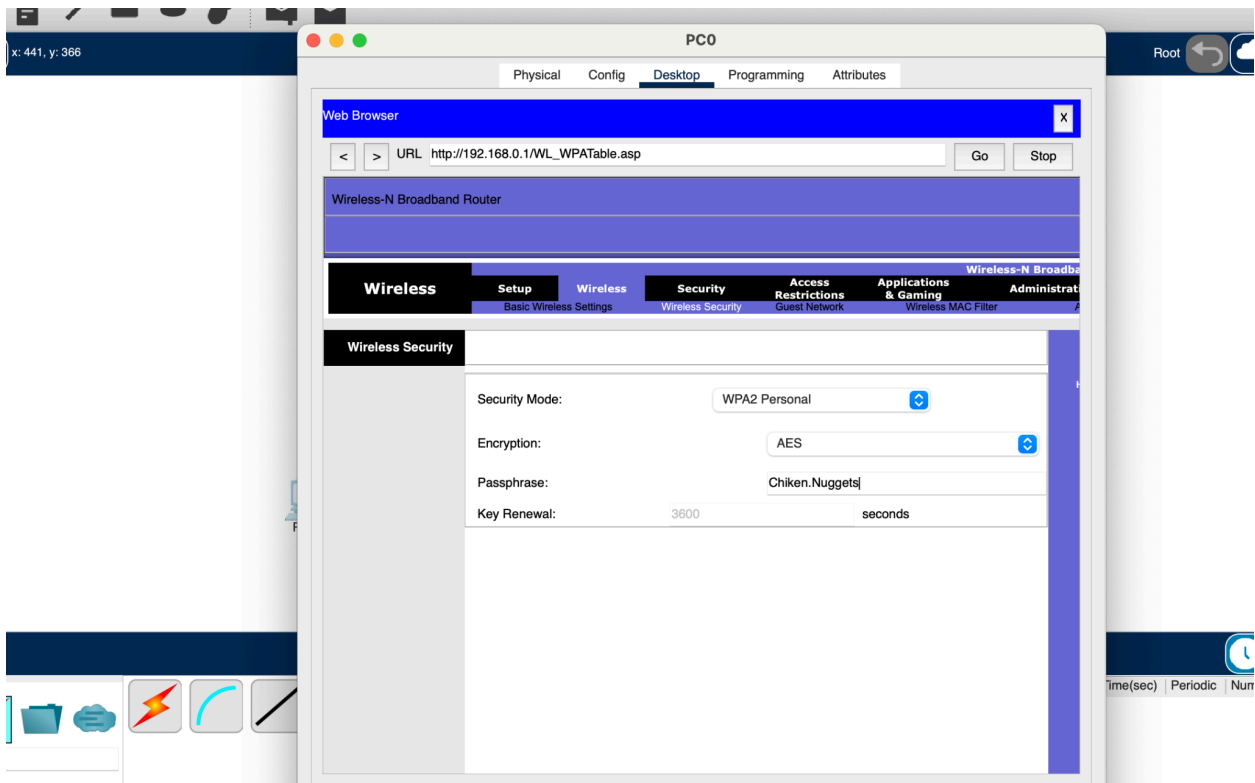 PC0
x: 441, y: 366
Root
Physical Config Desktop Programming Attributes
Web Browser
X
< > URL http://192.168.0.1/WL_WPATable.asp Go Stop
Wireless-N Broadband Router
Wireless-N Broadba
Wireless Setup Wireless Security Access Restrictions Applications & Gaming Administrati
Basic Wireless Settings Wireless Security Guest Network Wireless MAC Filter
Wireless Security
Security Mode: WPA2 Personal
Encryption: AES
Passphrase: Chiken.Nuggets
Key Renewal: 3600 seconds
Time(sec) Periodic Num